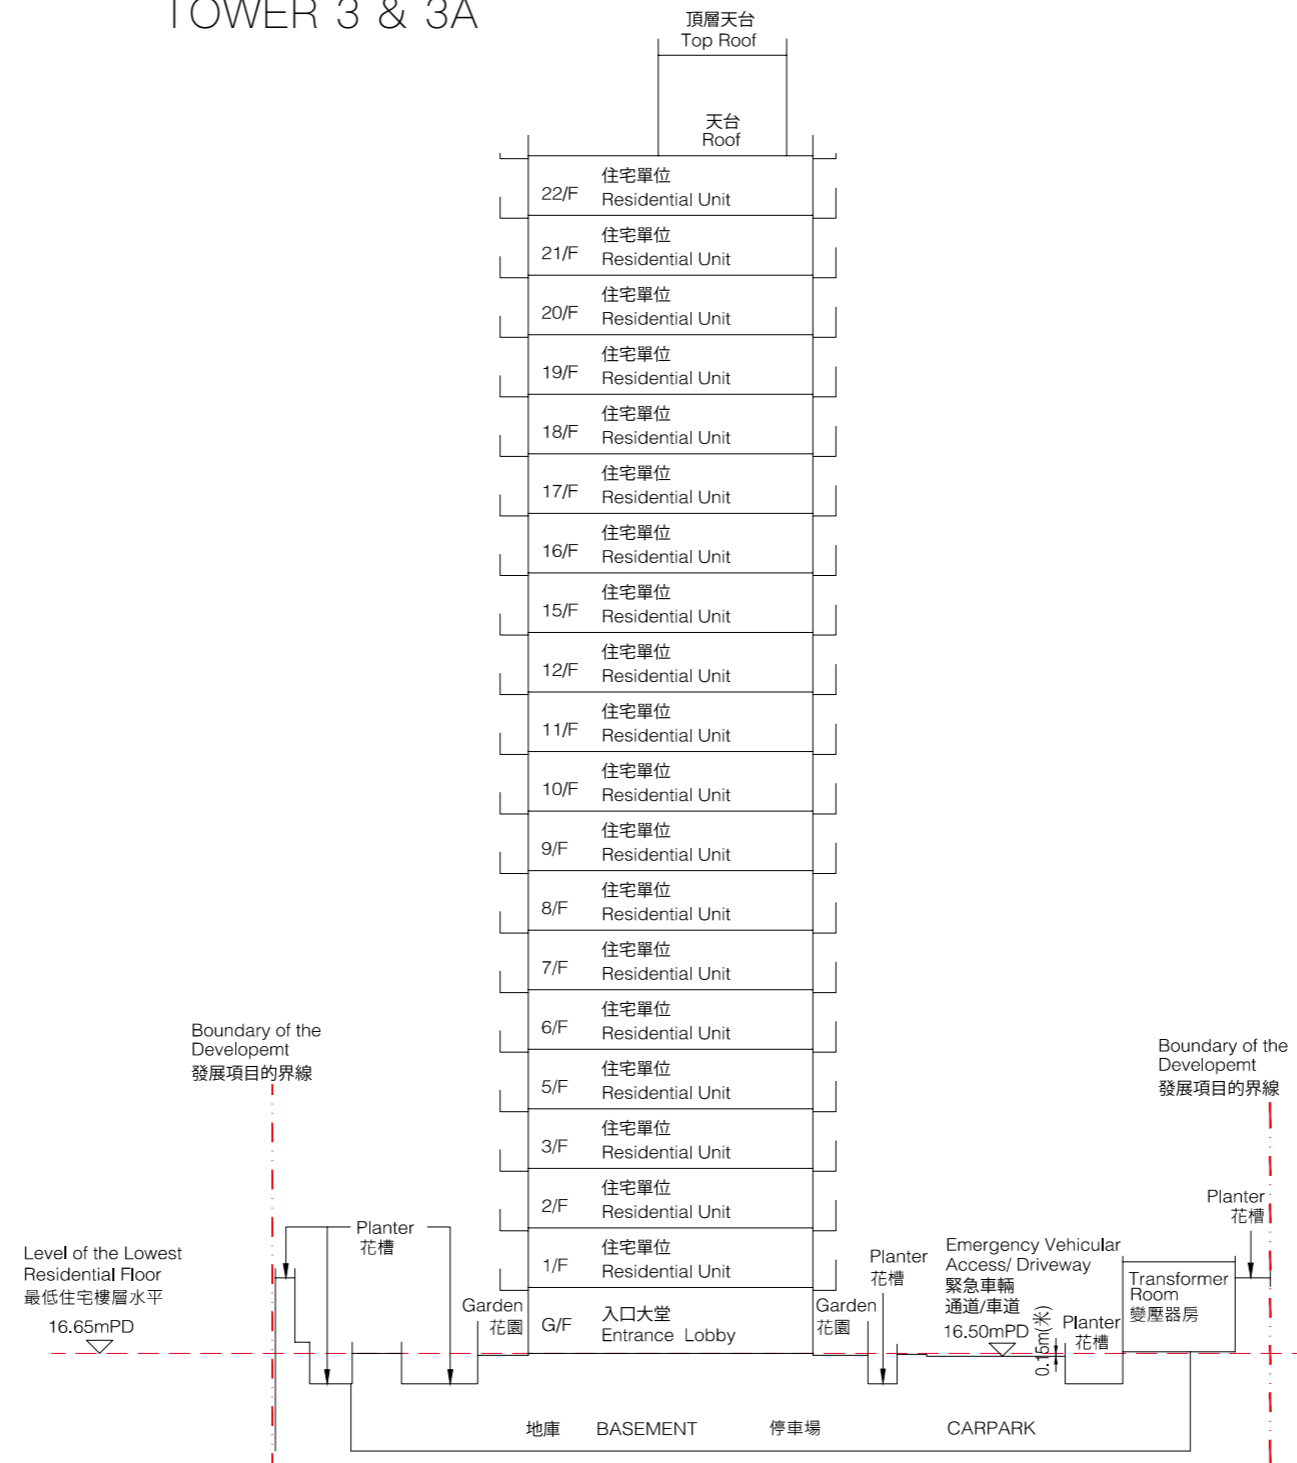 TOWER 3 & 3A
頂層天台
Top Roof
天台
Roof
住宅單位
22/F Residential Unit
住宅單位
21/F Residential Unit
住宅單位
20/F Residential Unit
住宅單位
19/F Residential Unit
住宅單位
18/F Residential Unit
住宅單位
17/F Residential Unit
住宅單位
16/F Residential Unit
住宅單位
15/F Residential Unit
住宅單位
12/F Residential Unit
住宅單位
11/F Residential Unit
住宅單位
10/F Residential Unit
住宅單位
9/F Residential Unit
住宅單位
8/F Residential Unit
住宅單位
7/F Residential Unit
住宅單位
6/F Residential Unit
住宅單位
5/F Residential Unit
住宅單位
3/F Residential Unit
住宅單位
2/F Residential Unit
住宅單位
1/F Residential Unit
入口大堂
G/F Entrance Lobby
Boundary of the
Developemt
發展項目的界線
Boundary of the
Developemt
發展項目的界線
Planter
花槽
Level of the Lowest
Residential Floor
最低住宅樓層水平
16.65mPD
Garden
花園
Garden
花園
Planter
花槽
Emergency Vehicular
Access/ Driveway
緊急車輛
通道/車道
16.50mPD
0.15m(米)
Planter
花槽
Transformer
Room
變壓器房
Planter
花槽
地庫 BASEMENT 停車場 CARPARK